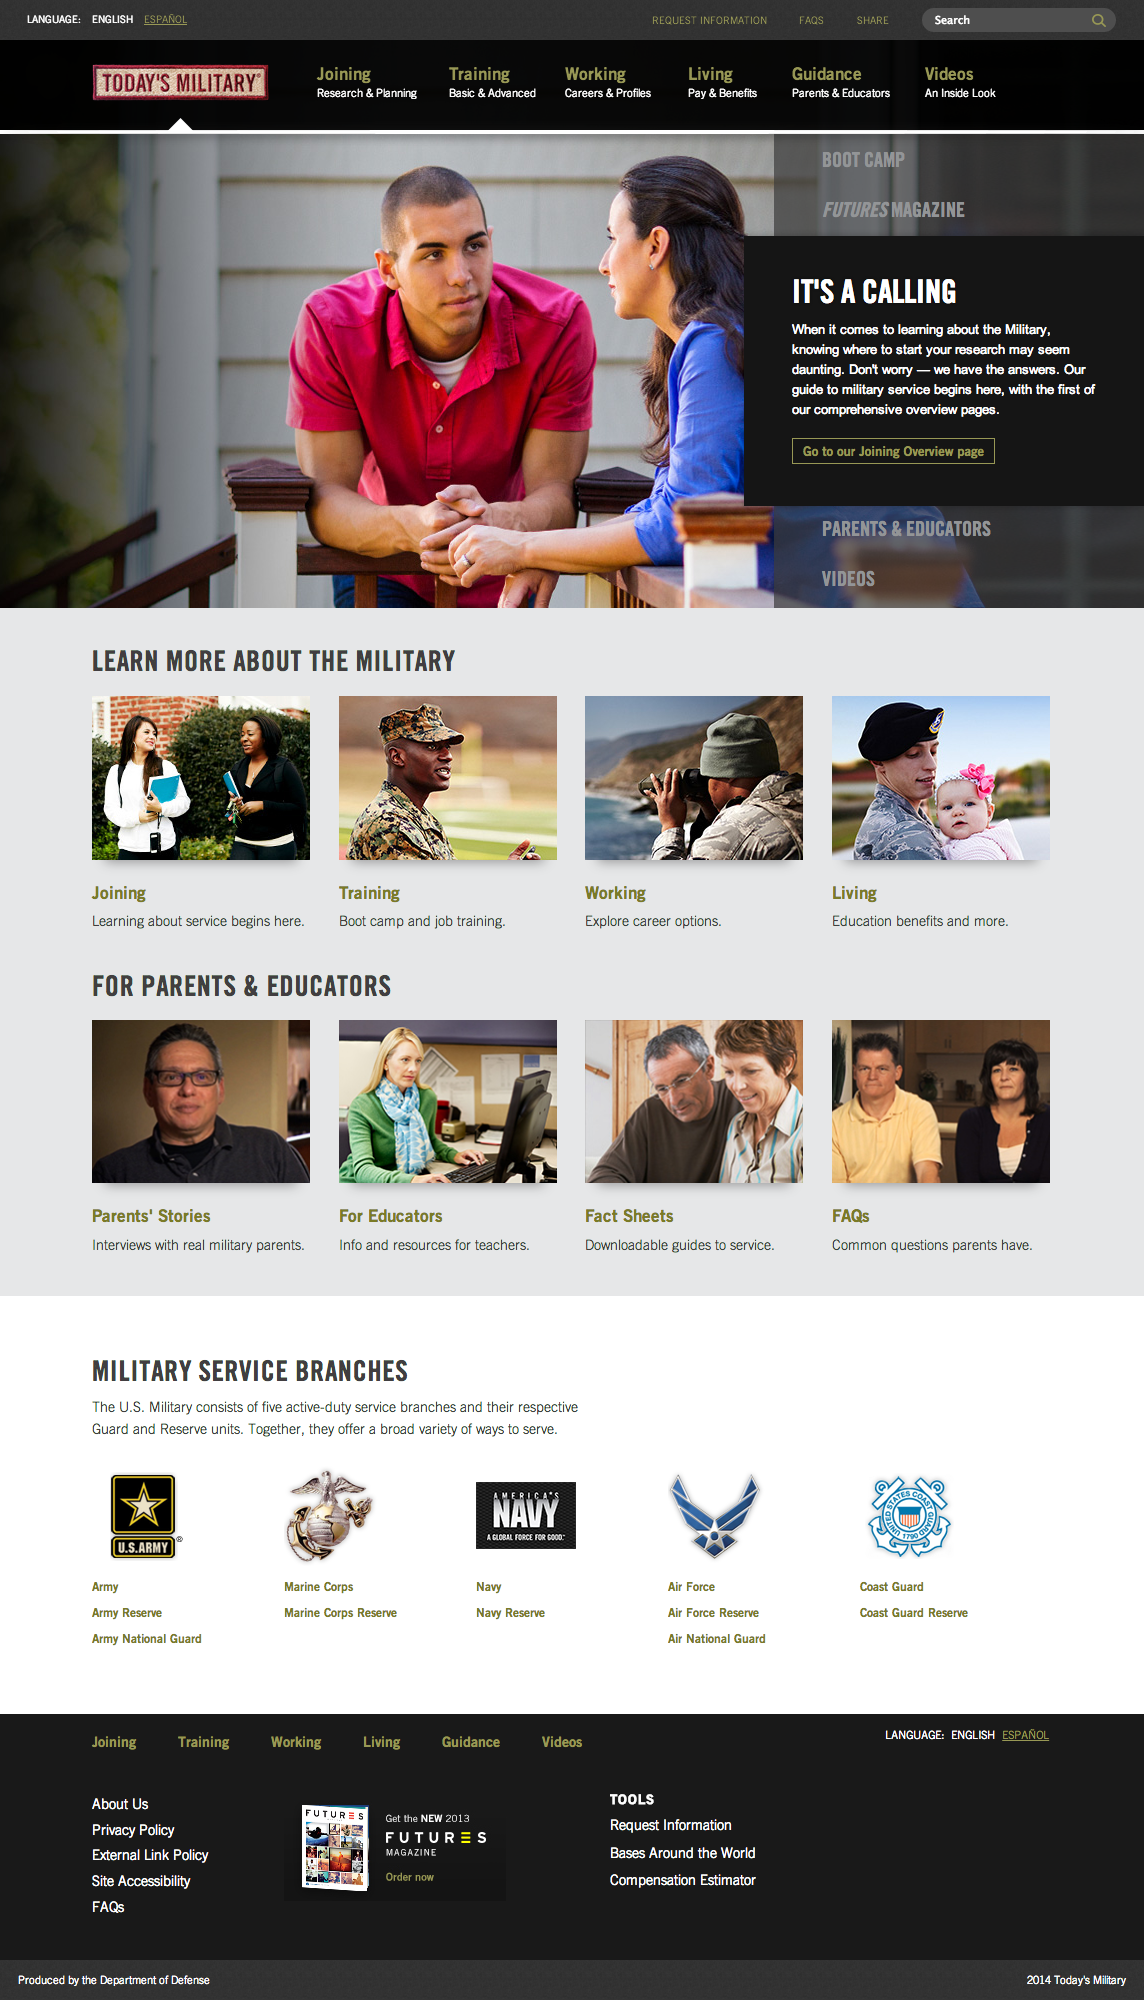 LANGUAGE: ENGLISH ESPAÑOL
REQUEST INFORMATION FAQS SHARE Search
TODAY'S MILITARY
Joining Training Working Living Guidance Videos
Research & Planning Basic & Advanced Careers & Profiles Pay & Benefits Parents & Educators An Inside Look
BOOT CAMP
FUTURES MAGAZINE
IT'S A CALLING
When it comes to learning about the Military,
knowing where to start your research may seem
daunting. Don't worry — we have the answers. Our
guide to military service begins here, with the first of
our comprehensive overview pages.
Go to our Joining Overview page
PARENTS & EDUCATORS
VIDEOS
LEARN MORE ABOUT THE MILITARY
Joining Training Working Living
Learning about service begins here. Boot camp and job training. Explore career options. Education benefits and more.
FOR PARENTS & EDUCATORS
Parents' Stories For Educators Fact Sheets FAQs
Interviews with real military parents. Info and resources for teachers. Downloadable guides to service. Common questions parents have.
MILITARY SERVICE BRANCHES
The U.S. Military consists of five active-duty service branches and their respective
Guard and Reserve units. Together, they offer a broad variety of ways to serve.
U.S.ARMY®
AMERICA'S
NAVY
A GLOBAL FORCE FOR GOOD.™
UNITED STATES COAST GUARD
1790
Army Marine Corps Navy Air Force Coast Guard
Army Reserve Marine Corps Reserve Navy Reserve Air Force Reserve Coast Guard Reserve
Army National Guard Air National Guard
Joining Training Working Living Guidance Videos
LANGUAGE: ENGLISH ESPAÑOL
About Us
Privacy Policy
External Link Policy
Site Accessibility
FAQs
FUTURES
Get the NEW 2013
FUTURES
MAGAZINE
Order now
TOOLS
Request Information
Bases Around the World
Compensation Estimator
Produced by the Department of Defense
2014 Today's Military